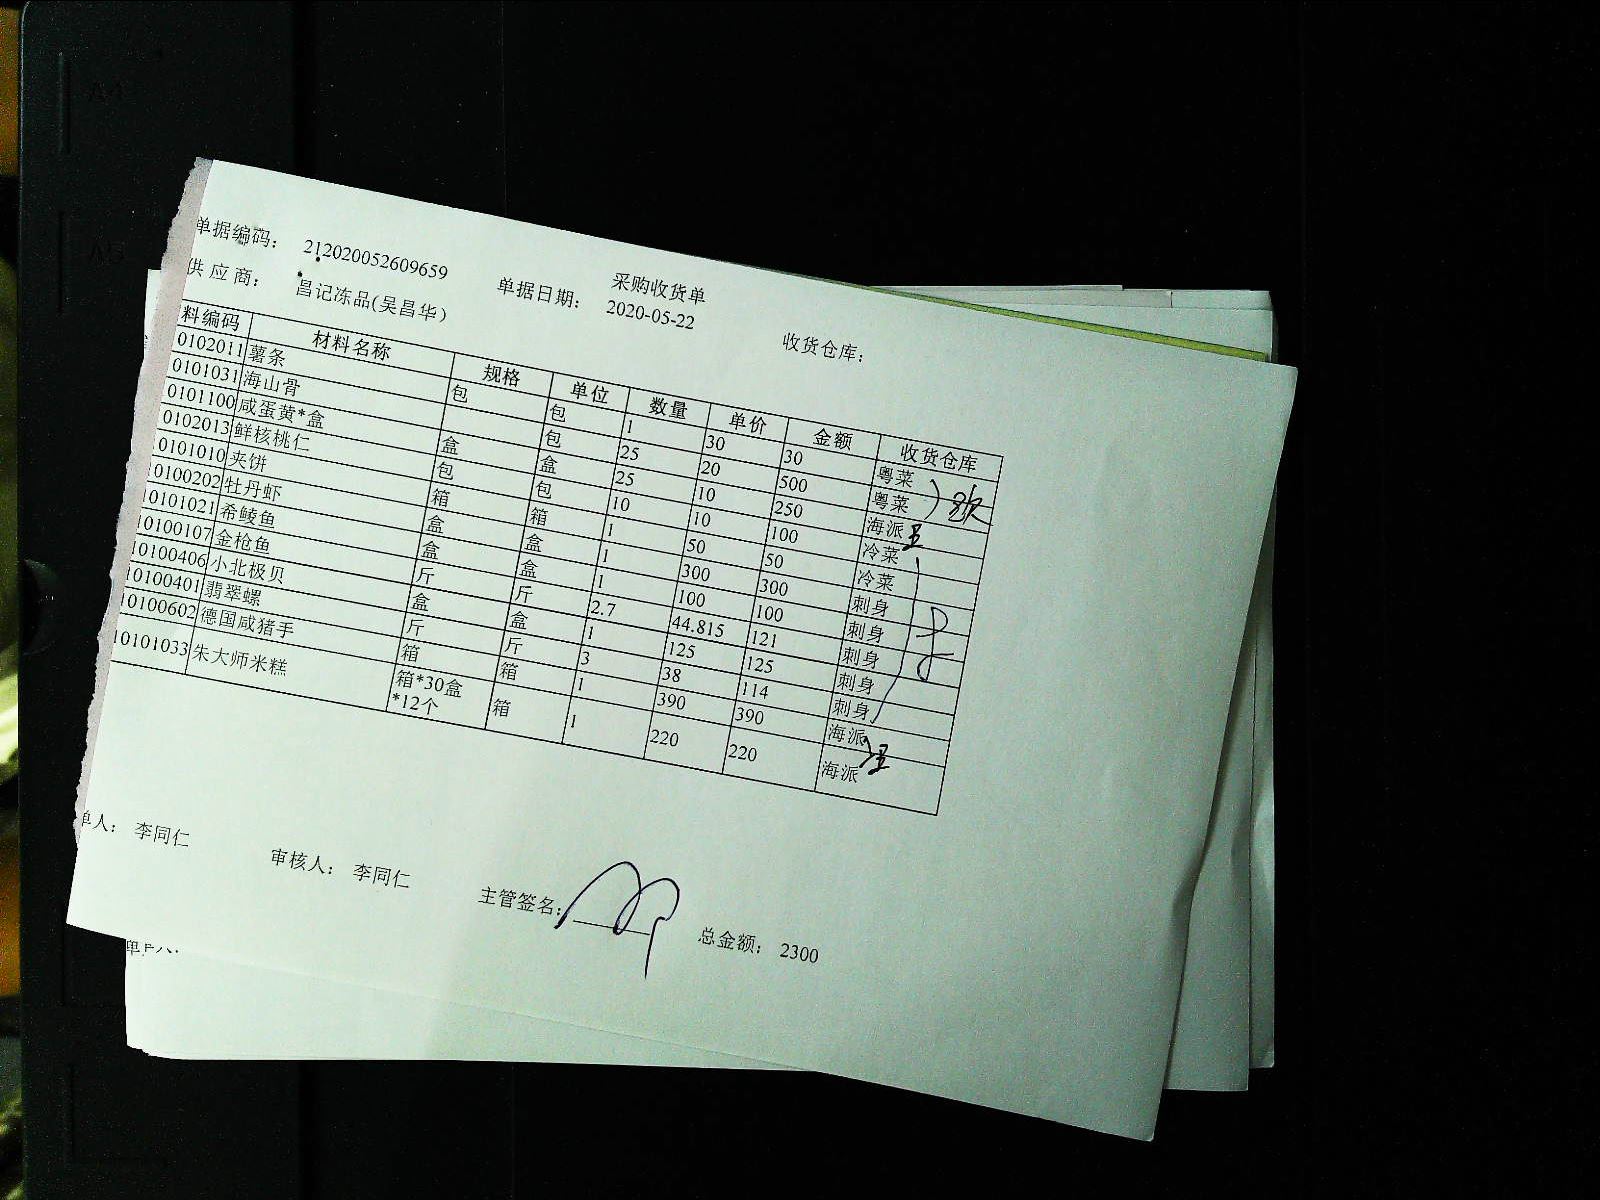 采购收货单
单据编码： 212020052609659 单据日期： 2020-05-22 收货仓库：
供应商： 昌记冻品(吴昌华)
料编码 材料名称 规格 单位 数量 单价 金额 收货仓库
0102011 薯条 包 包 1 30 30 粤菜
0101031 海山骨 包 25 20 500 粤菜
0101100 咸蛋黄*盒 盒 盒 25 10 250 海派
0102013 鲜核桃仁 包 包 10 10 100 冷菜
10101010 夹饼 箱 箱 1 50 50 冷菜
10100202 牡丹虾 盒 盒 1 300 300 刺身
10101021 希鲮鱼 盒 盒 1 100 100 刺身
10100107 金枪鱼 斤 斤 2.7 44.815 121 刺身
10100406 小北极贝 盒 盒 1 125 125 刺身
10100401 翡翠螺 斤 斤 3 38 114 刺身
10100602 德国咸猪手 箱 箱 1 390 390 海派
10101033 朱大师米糕 箱*30盒 箱 1 220 220 海派
*12个
单人： 李同仁 审核人： 李同仁 主管签名： 总金额： 2300